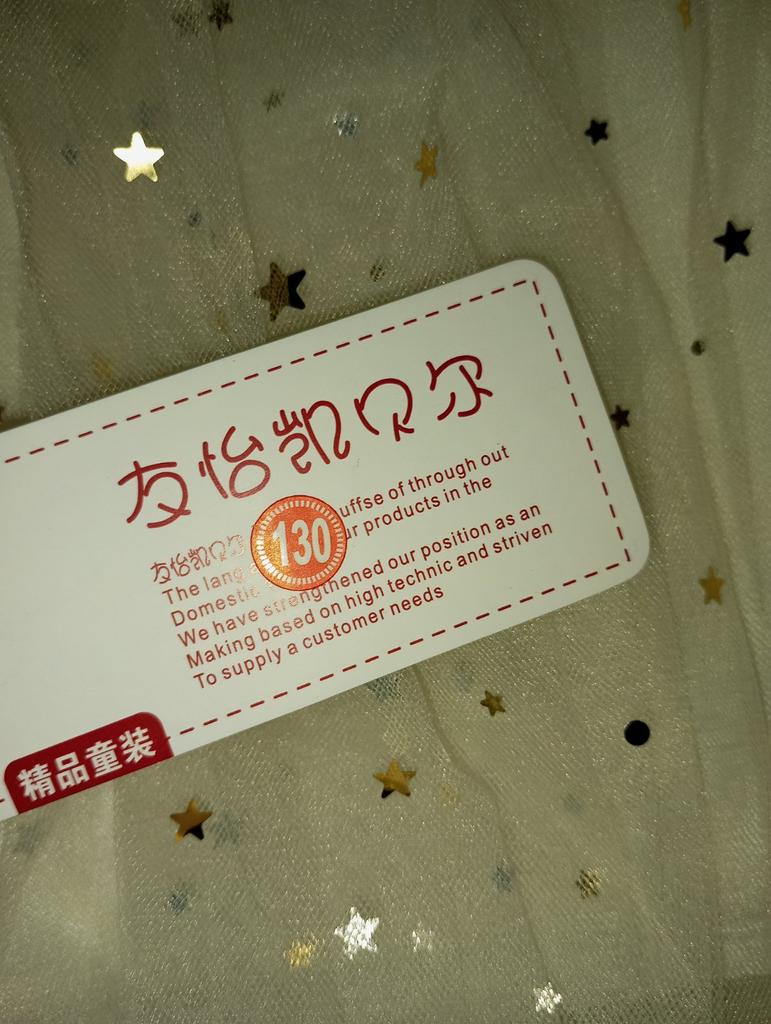 友怡凯贝尔
友怡凯贝尔 uffse of through out
The lang ur products in the
Domestic
We have strengthened our position as an
Making based on high technic and striven
To supply a customer needs
130
精品童装